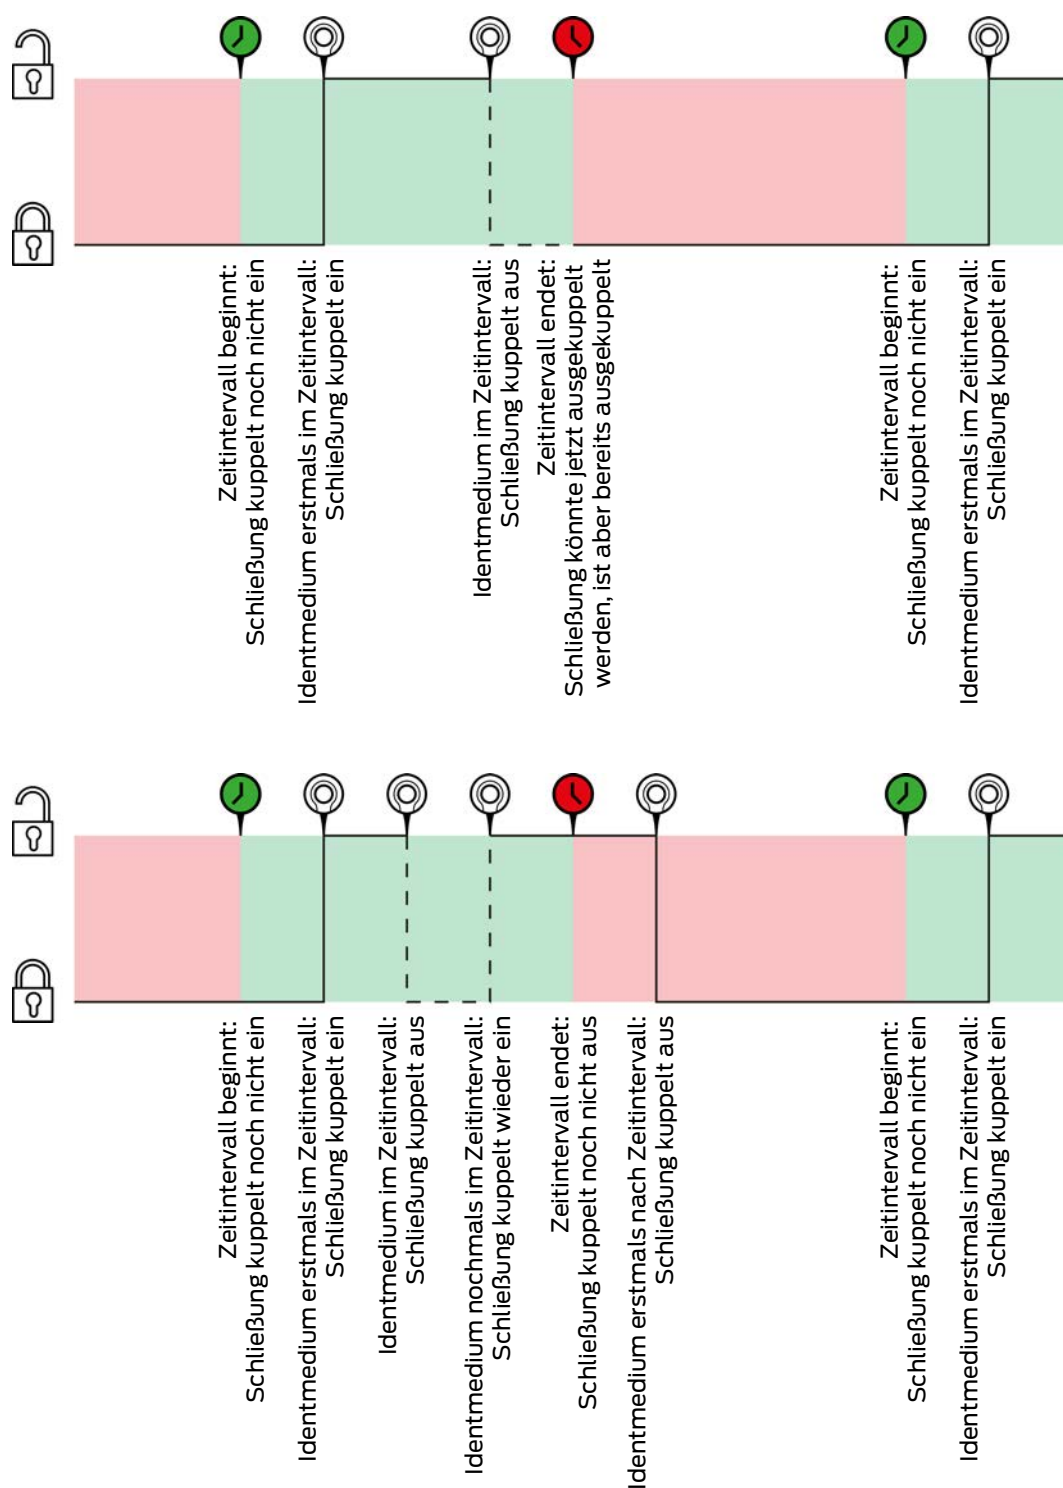 Zeitintervall beginnt:
Schließung kuppelt noch nicht ein
Identmedium erstmals im Zeitintervall:
Schließung kuppelt ein
Identmedium im Zeitintervall:
Schließung kuppelt aus
Zeitintervall endet:
Schließung könnte jetzt ausgekuppelt
werden, ist aber bereits ausgekuppelt
Zeitintervall beginnt:
Schließung kuppelt noch nicht ein
Identmedium erstmals im Zeitintervall:
Schließung kuppelt ein
Zeitintervall beginnt:
Schließung kuppelt noch nicht ein
Identmedium erstmals im Zeitintervall:
Schließung kuppelt ein
Identmedium im Zeitintervall:
Schließung kuppelt aus
Identmedium nochmals im Zeitintervall:
Schließung kuppelt wieder ein
Zeitintervall endet:
Schließung kuppelt noch nicht aus
Identmedium erstmals nach Zeitintervall:
Schließung kuppelt aus
Zeitintervall beginnt:
Schließung kuppelt noch nicht ein
Identmedium erstmals im Zeitintervall:
Schließung kuppelt ein